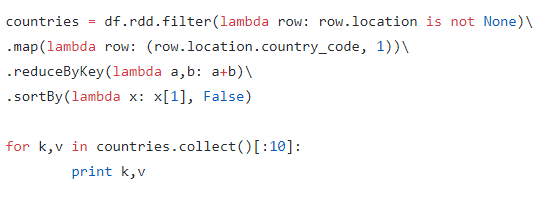 countries = df.rdd.filter(lambda row: row.location is not None)\
.map(lambda row: (row.location.country_code, 1))\
.reduceByKey(lambda a,b: a+b)\
.sortBy(lambda x: x[1], False)

for k,v in countries.collect()[:10]:
        print k,v